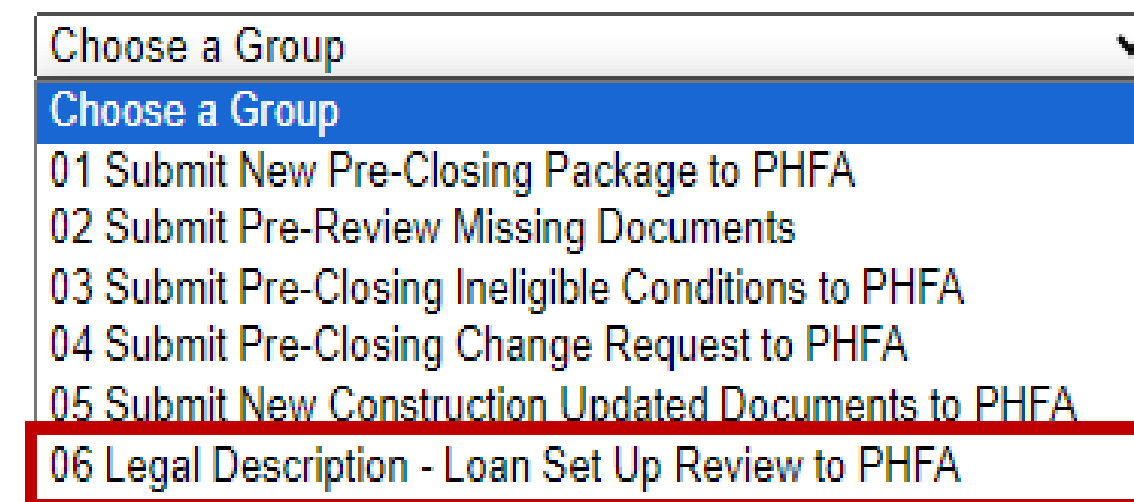 Choose a Group
Choose a Group
01 Submit New Pre-Closing Package to PHFA
02 Submit Pre-Review Missing Documents
03 Submit Pre-Closing Ineligible Conditions to PHFA
04 Submit Pre-Closing Change Request to PHFA
05 Submit New Construction Updated Documents to PHFA
06 Legal Description - Loan Set Up Review to PHFA